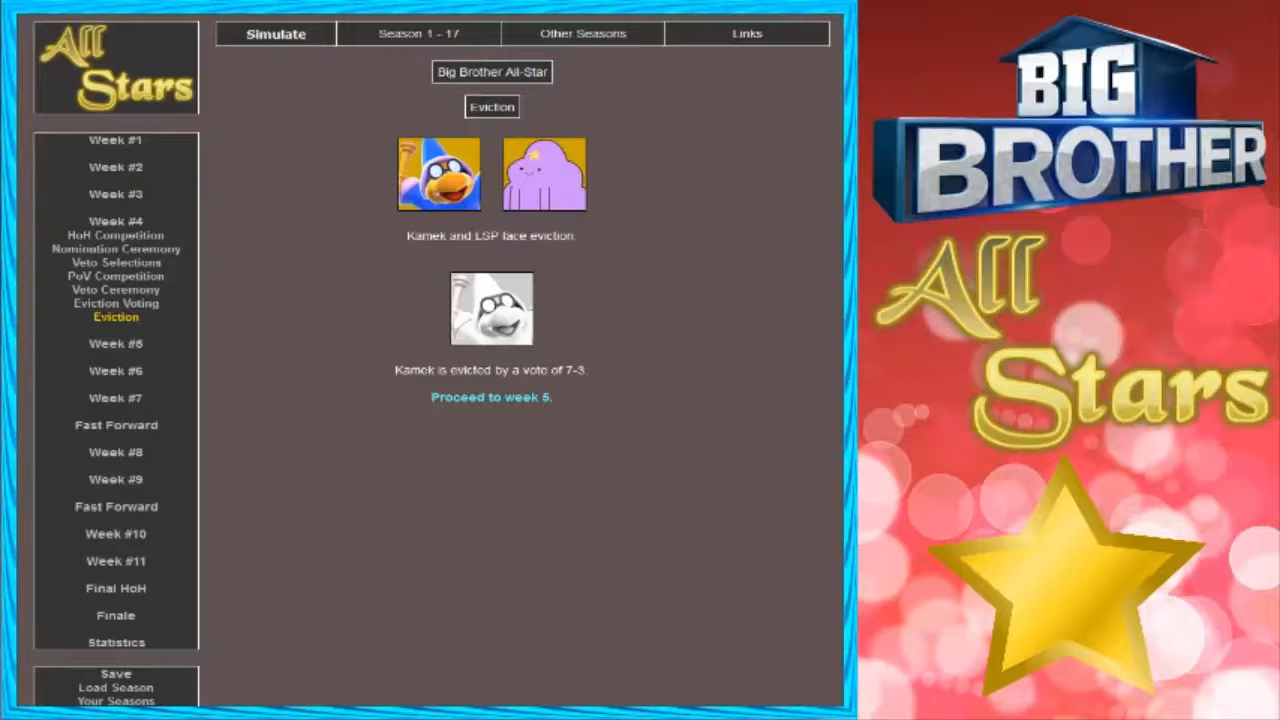 All
Stars
Simulate
Season 1 - 17
Other Seasons
Links
Big Brother All-Star
Eviction
Kamek and LSP face eviction.
Kamek is evicted by a vote of 7-3.
Proceed to week 5.
Week #1
Week #2
Week #3
Week #4
HoH Competition
Nomination Ceremony
Veto Selections
PoV Competition
Veto Ceremony
Eviction Voting
Eviction
Week #5
Week #6
Week #7
Fast Forward
Week #8
Week #9
Fast Forward
Week #10
Week #11
Final HoH
Finale
Statistics
Save
Load Season
Your Seasons
BIG
BROTHER
All
Stars